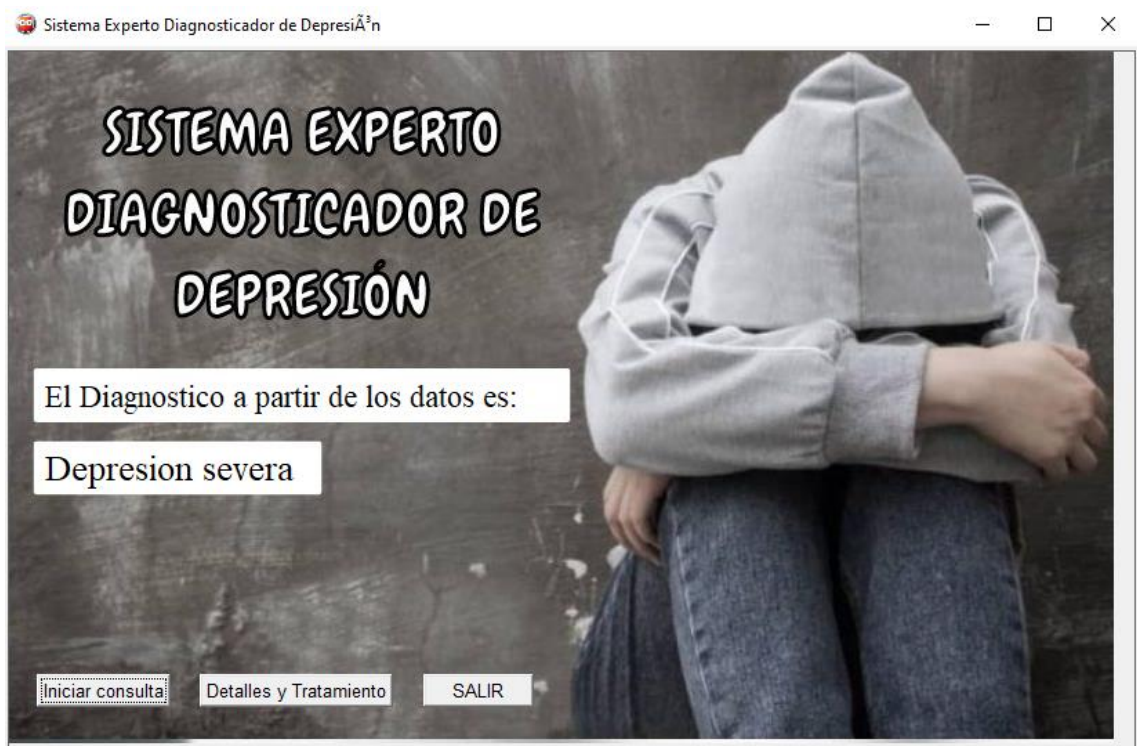 Sistema Experto Diagnosticador de DepresiÃ³n
SISTEMA EXPERTO
DIAGNOSTICADOR DE
DEPRESIÓN
El Diagnostico a partir de los datos es:
Depresion severa
Iniciar consulta
Detalles y Tratamiento
SALIR